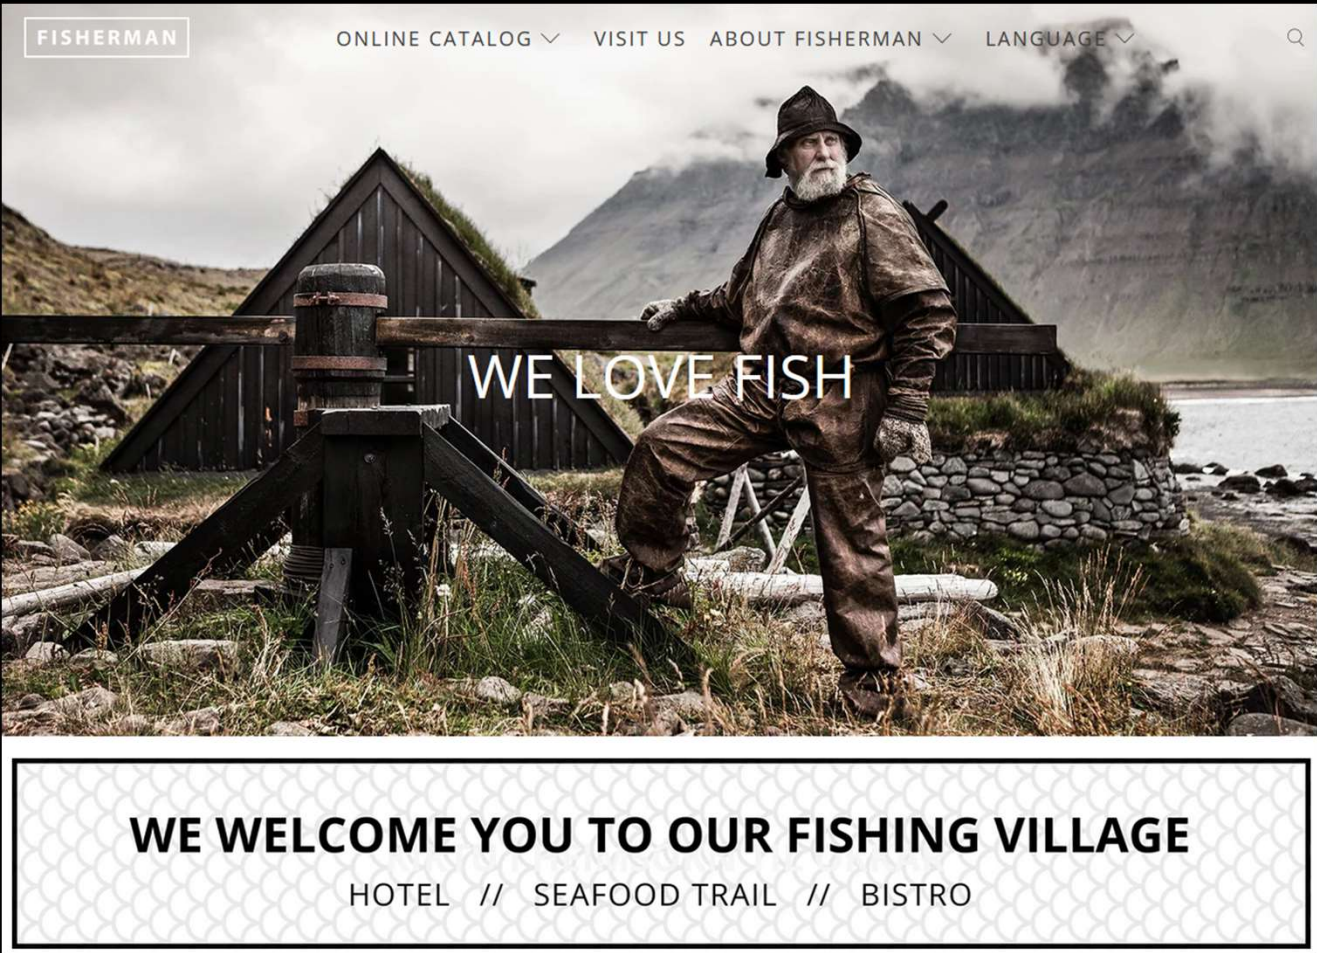 FISHERMAN
ONLINE CATALOG VISIT US ABOUT FISHERMAN LANGUAGE
WE LOVE FISH
WE WELCOME YOU TO OUR FISHING VILLAGE
HOTEL // SEAFOOD TRAIL // BISTRO